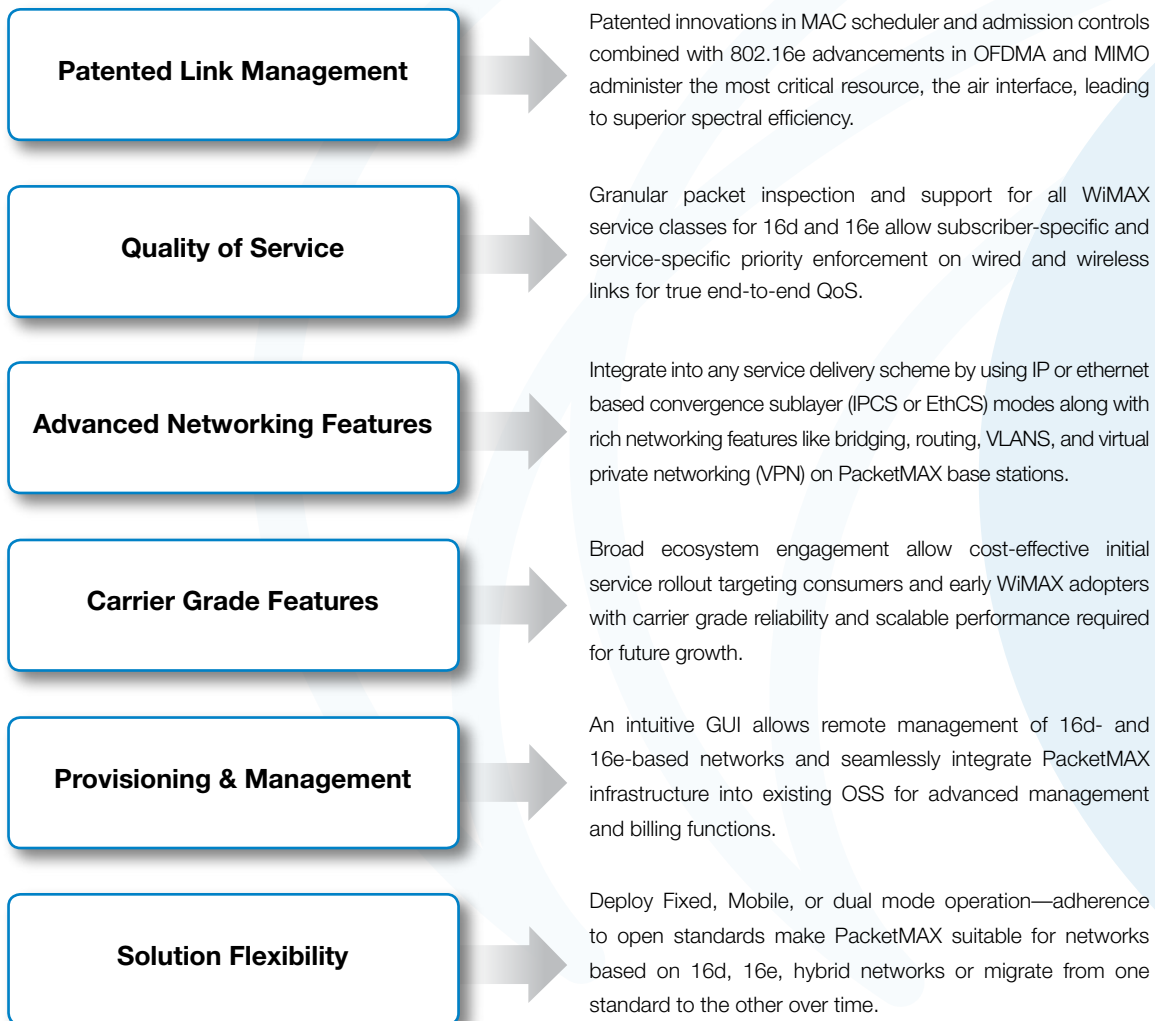 Patented Link Management
Patented innovations in MAC scheduler and admission controls
combined with 802.16e advancements in OFDMA and MIMO
administer the most critical resource, the air interface, leading
to superior spectral efficiency.
Quality of Service
Granular packet inspection and support for all WiMAX
service classes for 16d and 16e allow subscriber-specific and
service-specific priority enforcement on wired and wireless
links for true end-to-end QoS.
Advanced Networking Features
Integrate into any service delivery scheme by using IP or ethernet
based convergence sublayer (IPCS or EthCS) modes along with
rich networking features like bridging, routing, VLANS, and virtual
private networking (VPN) on PacketMAX base stations.
Carrier Grade Features
Broad ecosystem engagement allow cost-effective initial
service rollout targeting consumers and early WiMAX adopters
with carrier grade reliability and scalable performance required
for future growth.
Provisioning & Management
An intuitive GUI allows remote management of 16d- and
16e-based networks and seamlessly integrate PacketMAX
infrastructure into existing OSS for advanced management
and billing functions.
Solution Flexibility
Deploy Fixed, Mobile, or dual mode operation—adherence
to open standards make PacketMAX suitable for networks
based on 16d, 16e, hybrid networks or migrate from one
standard to the other over time.